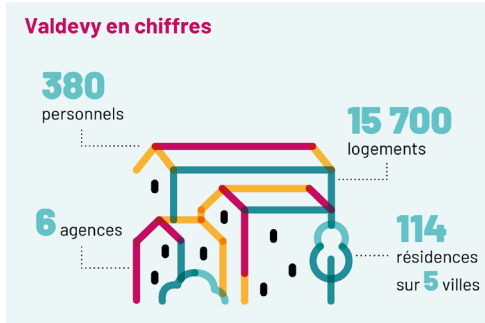 Valdevy en chiffres
380
personnels
15 700
logements
6 agences
114
résidences
sur 5 villes